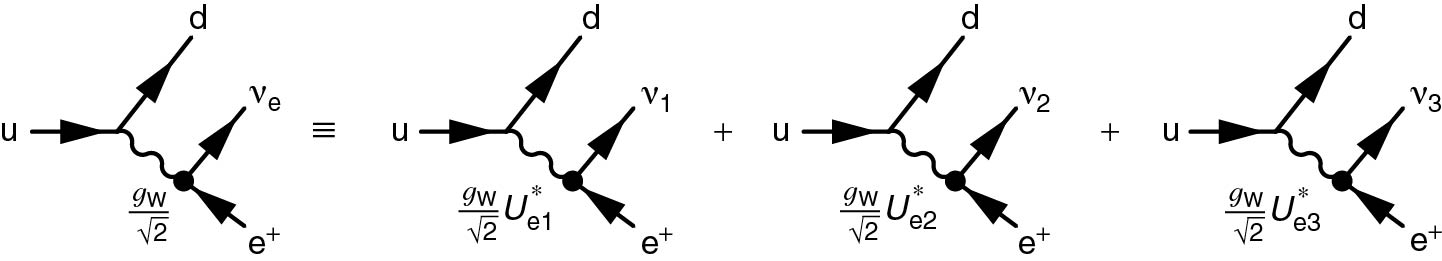 d d d d
νe ν1 ν2 ν3
u ≡ u + u + u
gW/√2 gW/√2 U*e1 gW/√2 U*e2 gW/√2 U*e3
e+ e+ e+ e+